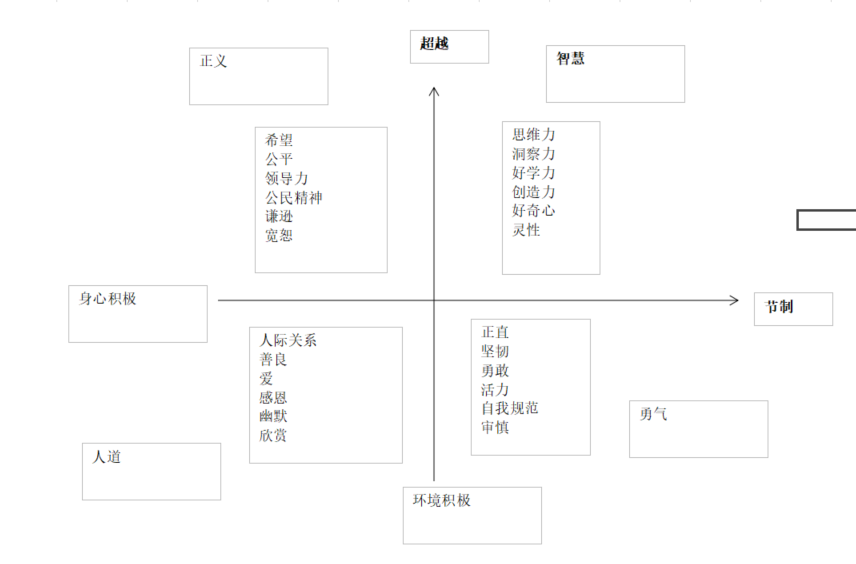 超越
正义
智慧
希望
公平
领导力
公民精神
谦逊
宽恕
思维力
洞察力
好学力
创造力
好奇心
灵性
身心积极
节制
人际关系
善良
爱
感恩
幽默
欣赏
正直
坚韧
勇敢
活力
自我规范
审慎
勇气
人道
环境积极